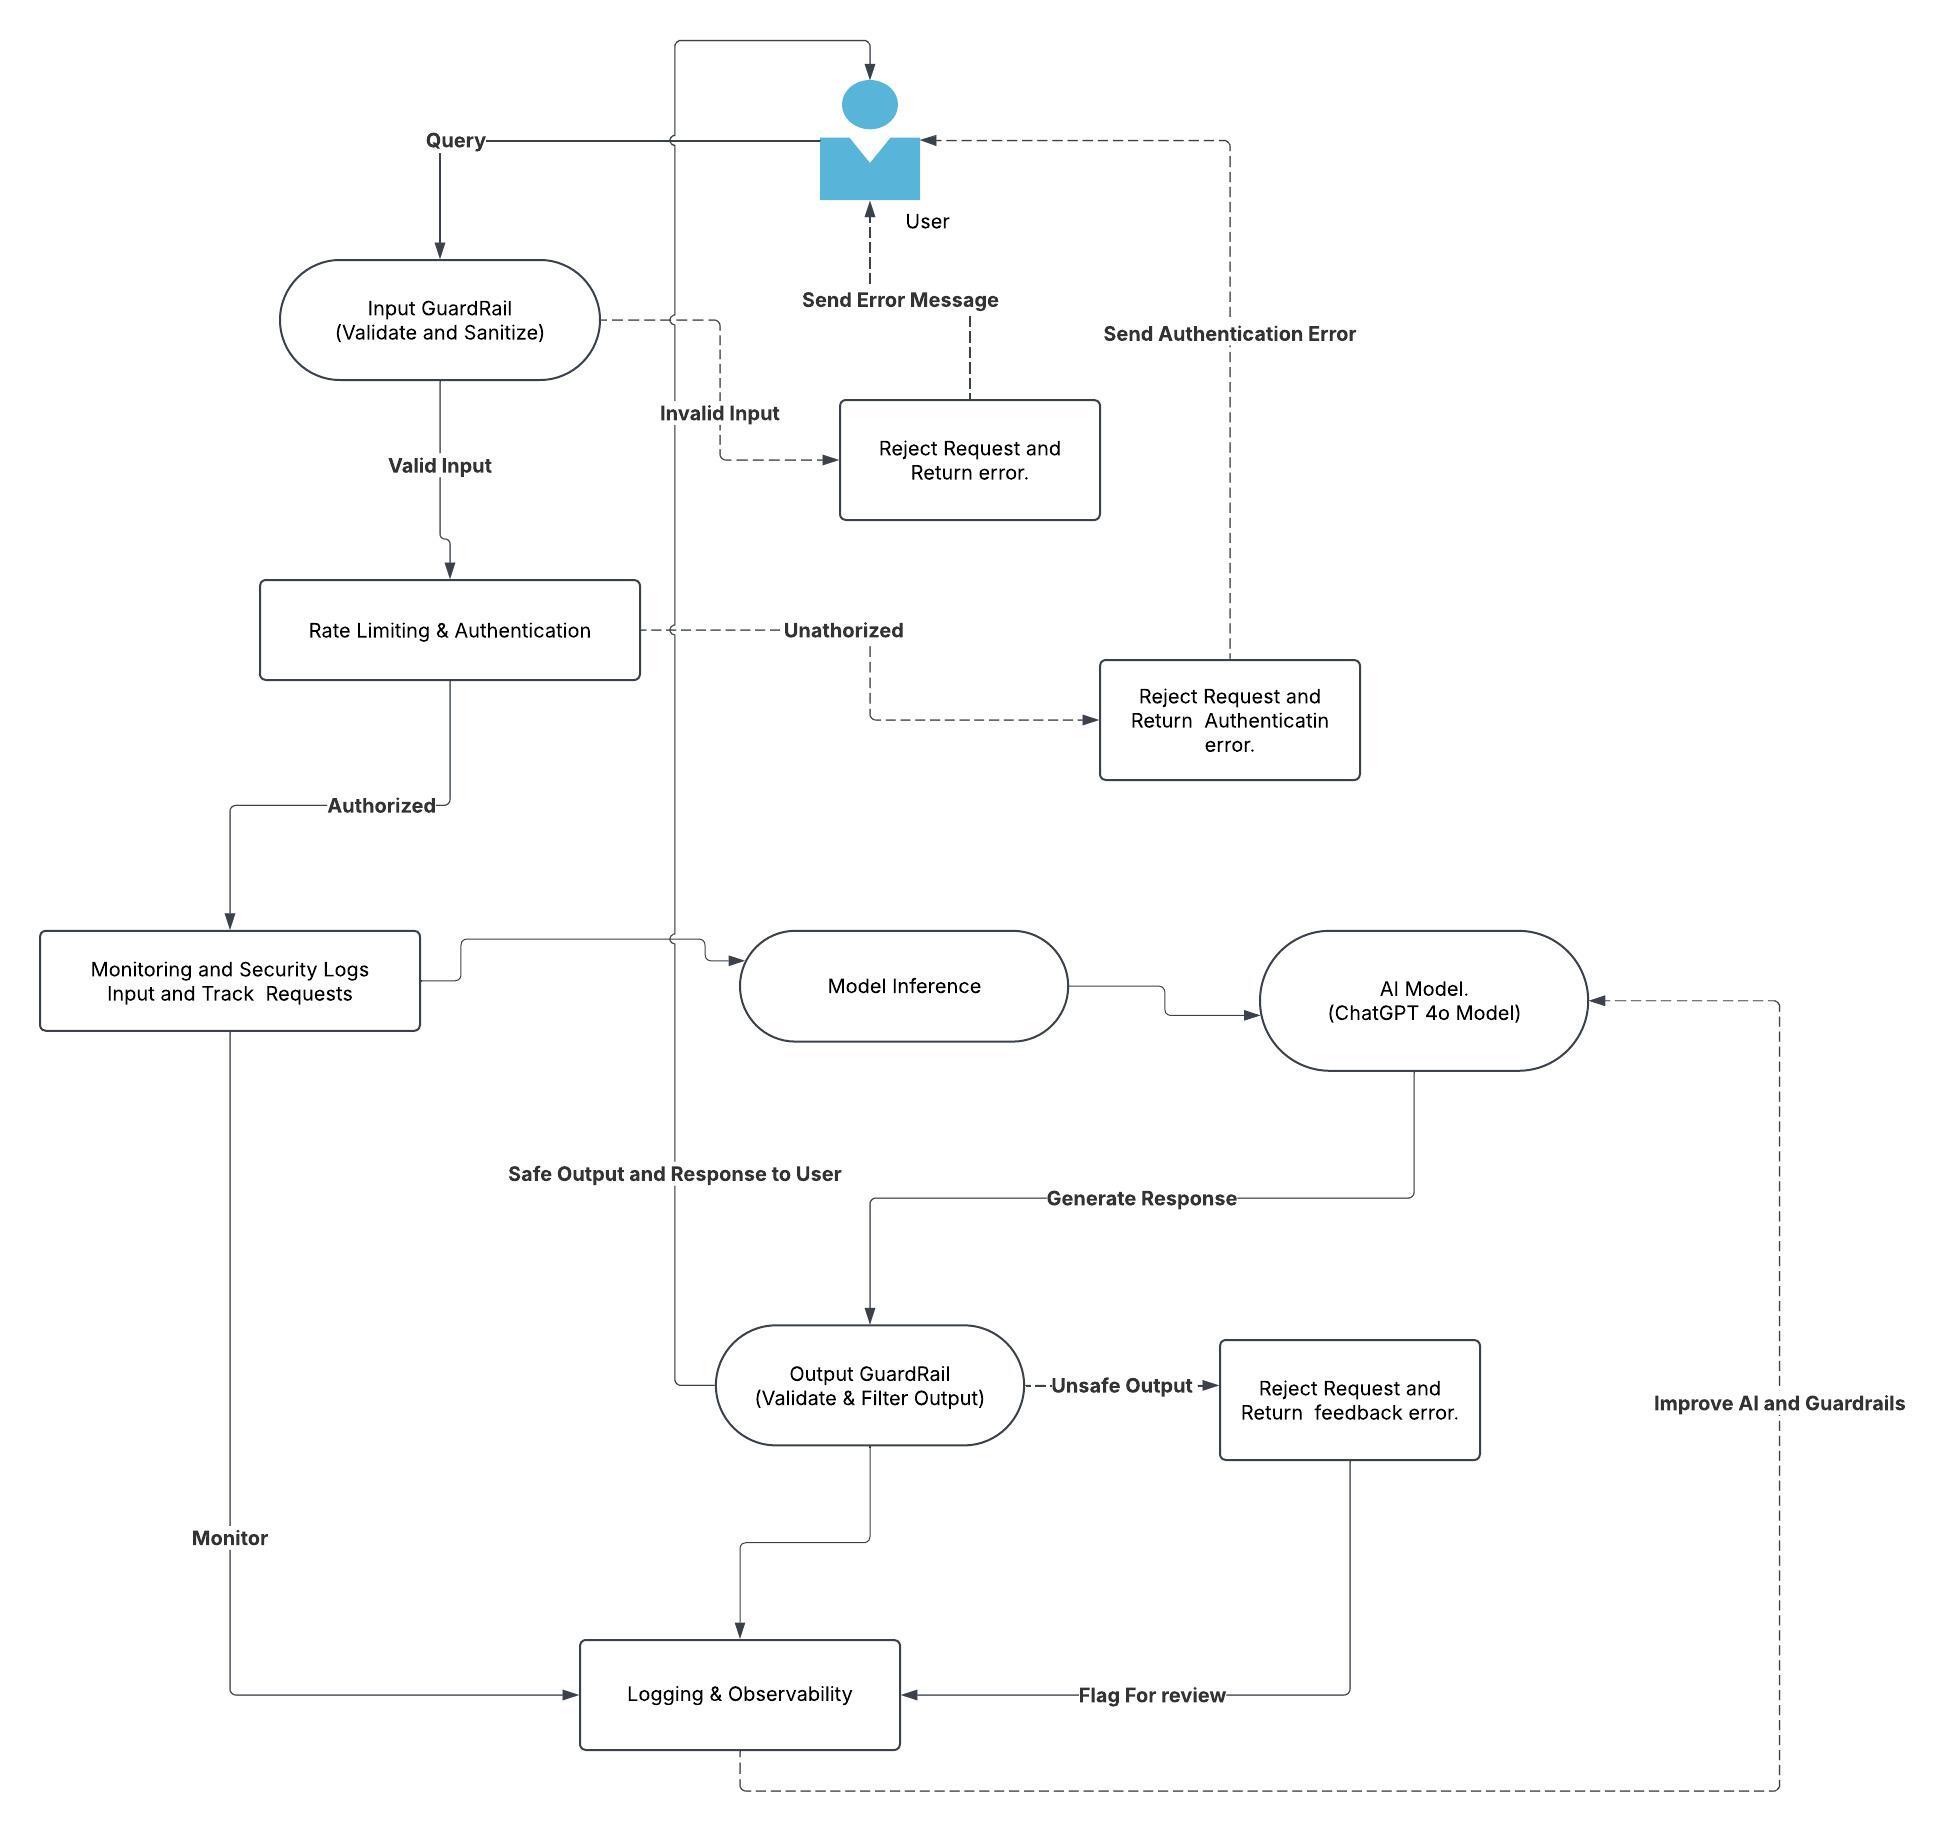 Query
User
Input GuardRail
(Validate and Sanitize)
Send Error Message
Send Authentication Error
Invalid Input
Reject Request and
Return error.
Valid Input
Rate Limiting & Authentication
Unathorized
Reject Request and
Return  Authenticatin
error.
Authorized
Monitoring and Security Logs
Input and Track  Requests
Model Inference
AI Model.
(ChatGPT 4o Model)
Safe Output and Response to User
Generate Response
Output GuardRail
(Validate & Filter Output)
Unsafe Output
Reject Request and
Return  feedback error.
Improve AI and Guardrails
Monitor
Logging & Observability
Flag For review